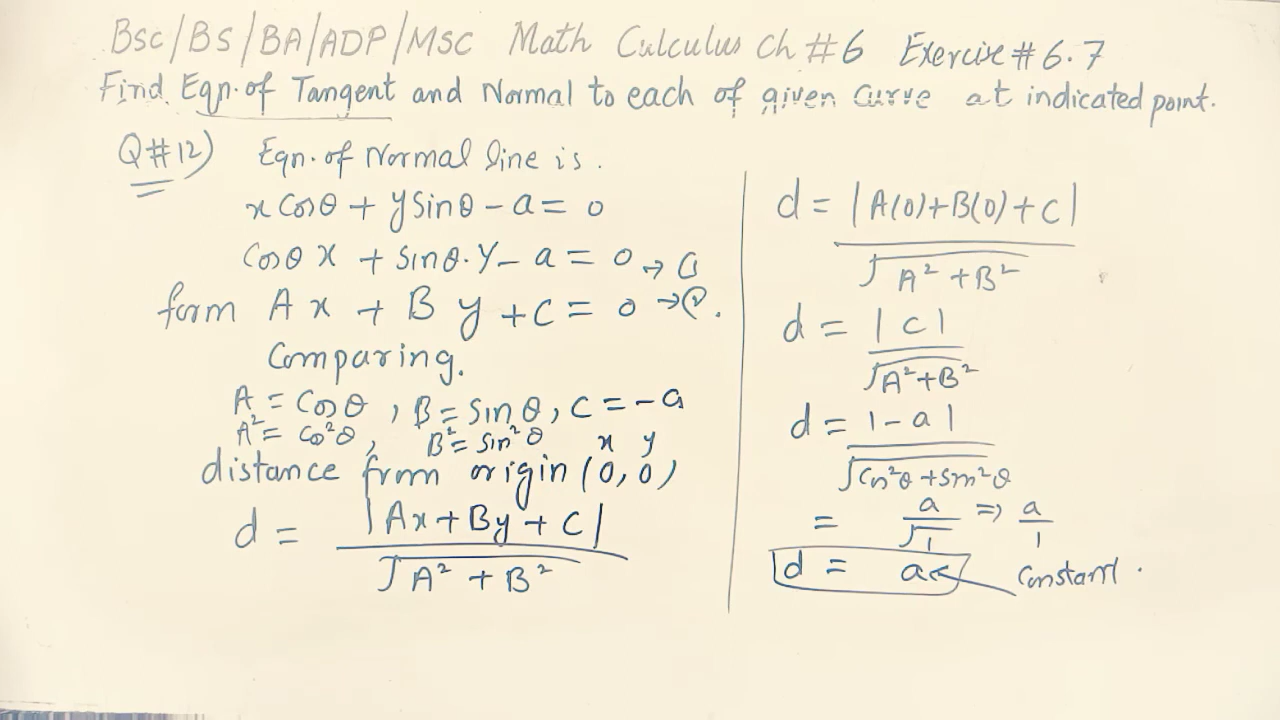 Bsc/BS/BA/ADP/MSC Math Calculus Ch #6 Exercise # 6.7
Find Eqn. of Tangent and Normal to each of given curve at indicated point.
Q#12) Eqn. of Normal line is.
x Cosθ + y Sinθ - a = 0
Cosθ x + Sinθ. y - a = 0 → ①
form A x + B y + C = 0 → ②.
Comparing.
A = Cosθ, B = Sinθ, C = -a
A² = Cos²θ, B² = Sin²θ
x y
distance from origin (0, 0)
d = |Ax + By + C|
√A² + B²
d = |A(0) + B(0) + C|
√A² + B²
d = |C|
√A² + B²
d = |-a|
√Cos²θ + Sin²θ
= a/√1 ⇒ a/1
d = a ← Constant.